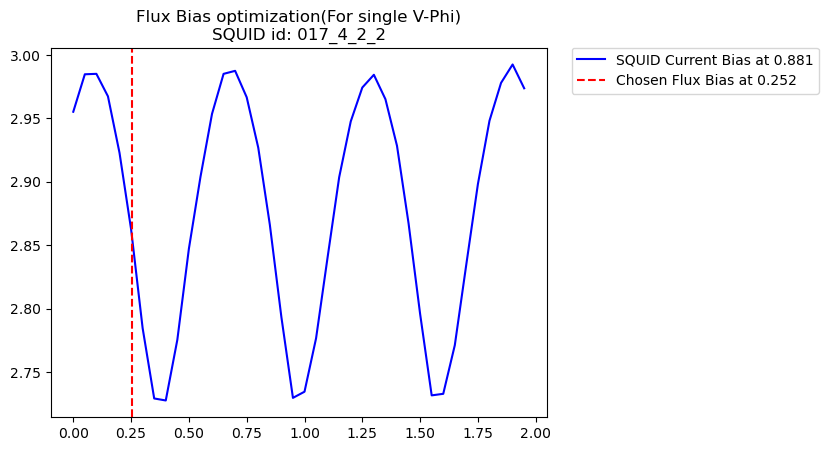 Flux Bias optimization(For single V-Phi)
SQUID id: 017_4_2_2
SQUID Current Bias at 0.881
Chosen Flux Bias at 0.252
3.00
2.95
2.90
2.85
2.80
2.75
0.00 0.25 0.50 0.75 1.00 1.25 1.50 1.75 2.00